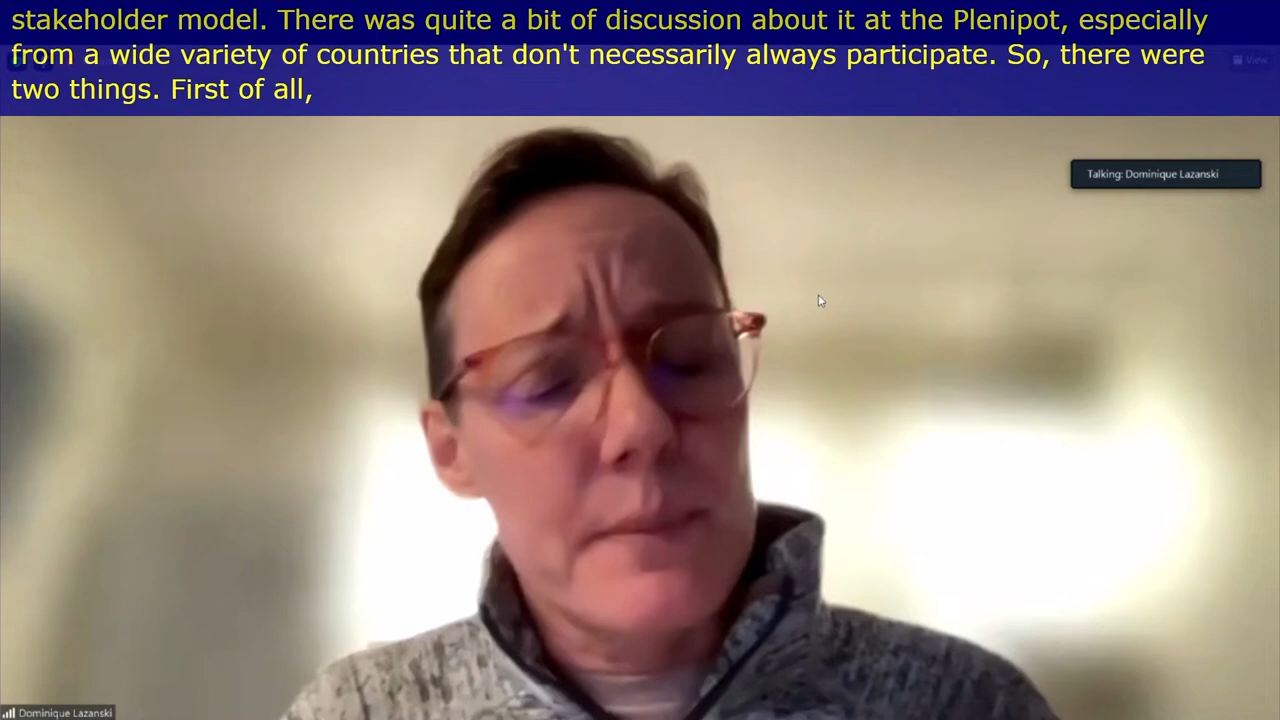 stakeholder model. There was quite a bit of discussion about it at the Plenipot, especially
from a wide variety of countries that don't necessarily always participate. So, there were
two things. First of all,
View
Talking: Dominique Lazanski
Dominique Lazanski